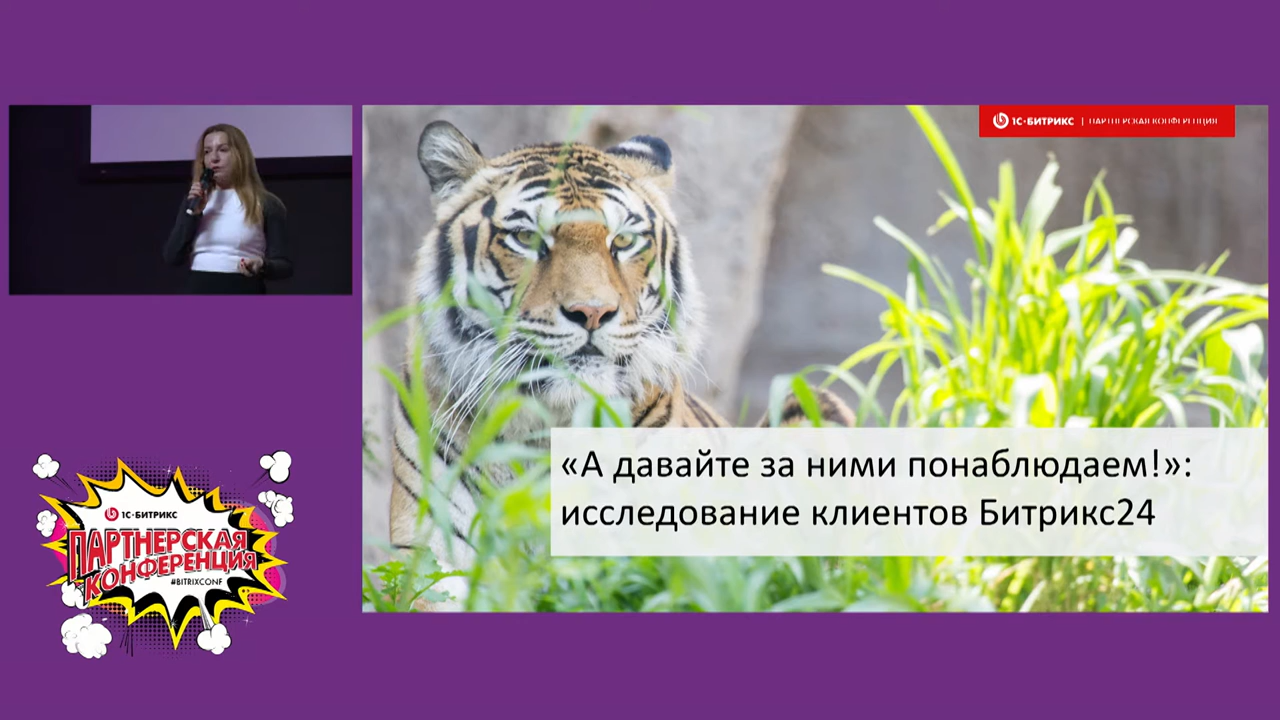 1С-БИТРИКС | ПАРТНЕРСКАЯ КОНФЕРЕНЦИЯ
«А давайте за ними понаблюдаем!»:
исследование клиентов Битрикс24
1С-БИТРИКС
ПАРТНЕРСКАЯ
КОНФЕРЕНЦИЯ
#BITRIXCONF